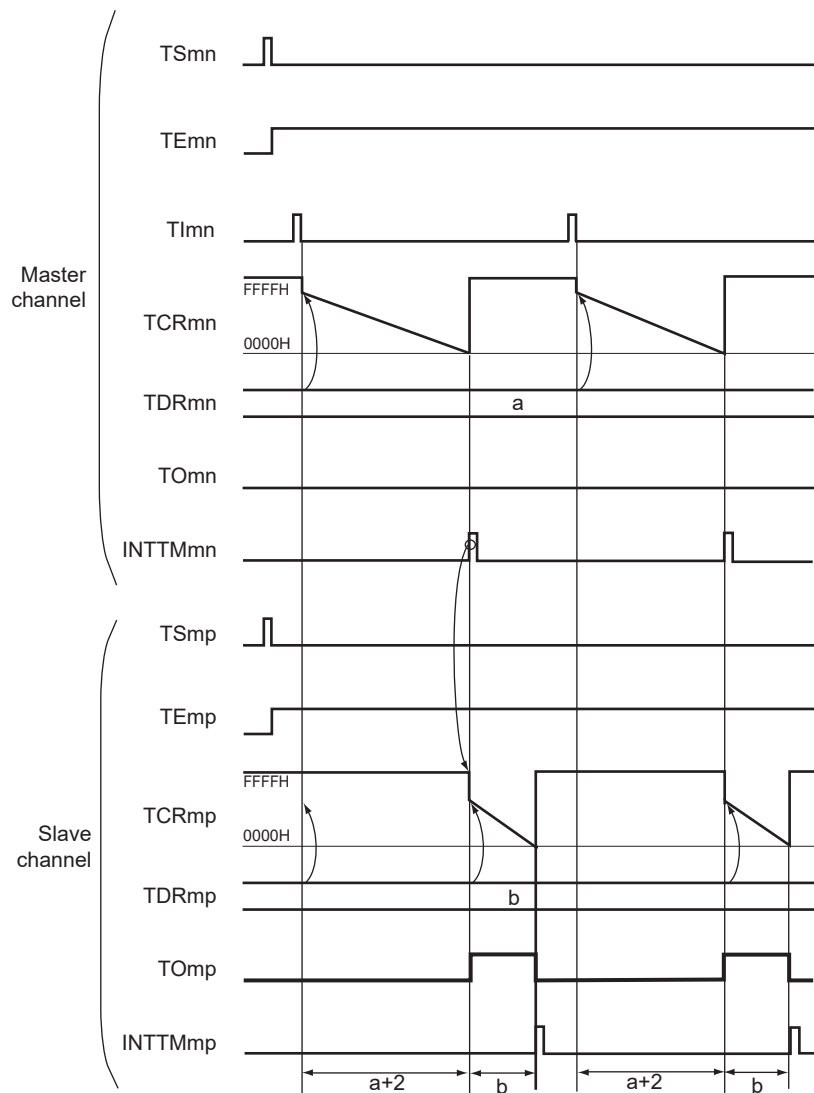 TSmn
TEmn
TImn
Master
channel
FFFFH
TCRmn
0000H
TDRmn
a
TOmn
INTTMmn
TSmp
TEmp
FFFFH
TCRmp
0000H
Slave
channel
TDRmp
b
TOmp
INTTMmp
a+2 b a+2 b